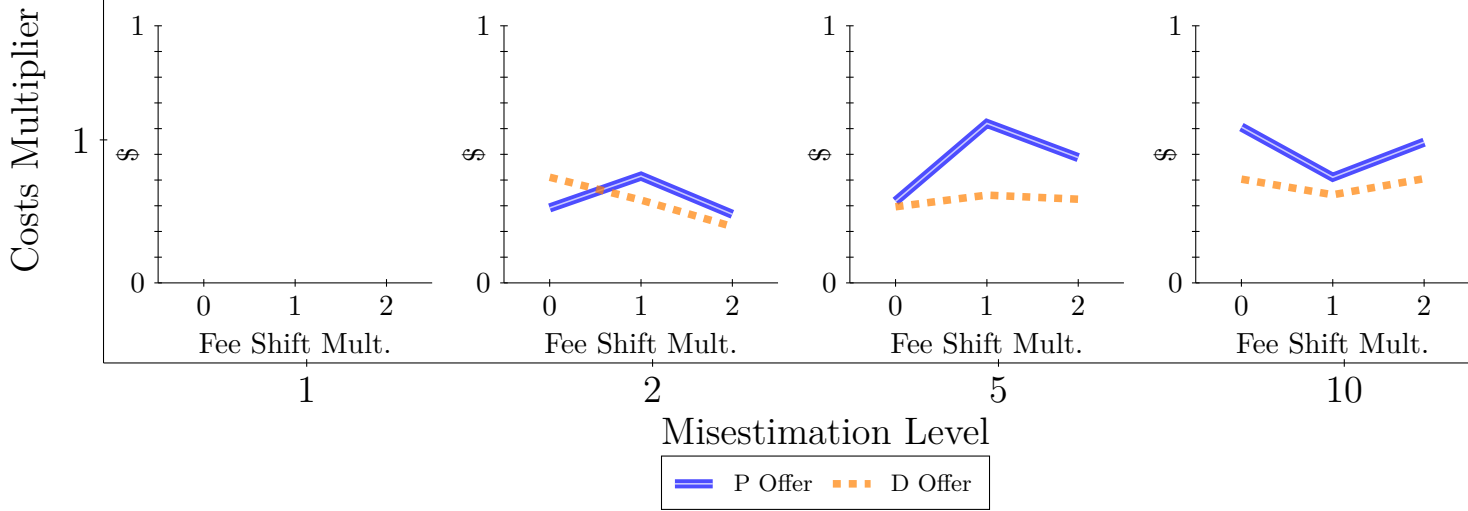 Costs Multiplier
1
1
0
$
0 1 2
Fee Shift Mult.
1
0
$
0 1 2
Fee Shift Mult.
1
0
$
0 1 2
Fee Shift Mult.
1
0
$
0 1 2
Fee Shift Mult.
1 2 5 10
Misestimation Level
P Offer D Offer